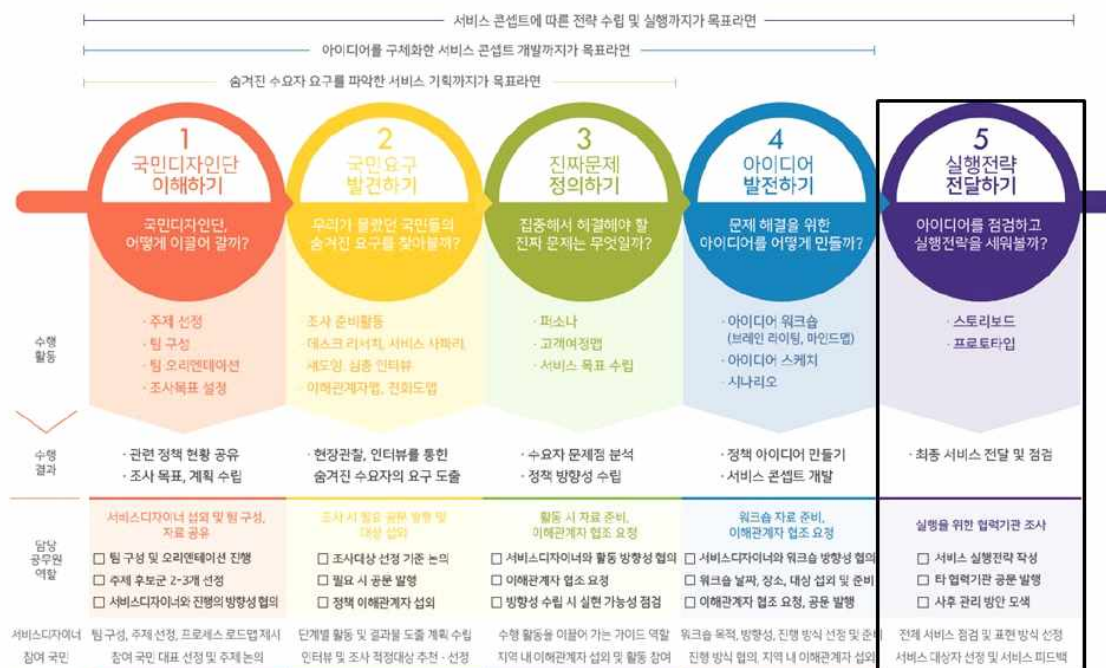 서비스 콘셉트에 따른 전략 수립 및 실행까지가 목표라면
아이디어를 구체화한 서비스 콘셉트 개발까지가 목표라면
숨겨진 수요자 요구를 파악한 서비스 기획까지가 목표라면
1
국민디자인단
이해하기
국민디자인단,
어떻게 이끌어 갈까?
2
국민요구
발견하기
우리가 몰랐던 국민들의
숨겨진 요구를 찾아볼까?
3
진짜문제
정의하기
집중해서 해결해야 할
진짜 문제는 무엇일까?
4
아이디어
발전하기
문제 해결을 위한
아이디어를 어떻게 만들까?
5
실행전략
전달하기
아이디어를 점검하고
실행전략을 세워볼까?
수행
활동
· 주제 선정
· 팀 구성
· 팀 오리엔테이션
· 조사목표 설정
· 조사 준비활동
· 데스크 리서치, 서비스 사파리,
섀도잉, 심층 인터뷰
· 이해관계자맵, 친화도맵
· 퍼소나
· 고객여정맵
· 서비스 목표 수립
· 아이디어 워크숍
(브레인 라이팅, 마인드맵)
· 아이디어 스케치
· 시나리오
· 스토리보드
· 프로토타입
수행
결과
· 관련 정책 현황 공유
· 조사 목표, 계획 수립
· 현장관찰, 인터뷰를 통한
숨겨진 수요자의 요구 도출
· 수요자 문제점 분석
· 정책 방향성 수립
· 정책 아이디어 만들기
· 서비스 콘셉트 개발
· 최종 서비스 전달 및 점검
담당
공무원
역할
서비스디자이너 섭외 및 팀 구성,
자료 공유
□ 팀 구성 및 오리엔테이션 진행
□ 주제 후보군 2-3개 선정
□ 서비스디자이너와 진행의 방향성 협의
조사 시 필요 공문 발행 및
대상 섭외
□ 조사대상 선정 기준 논의
□ 필요 시 공문 발행
□ 정책 이해관계자 섭외
활동 시 자료 준비,
이해관계자 협조 요청
□ 서비스디자이너와 활동 방향성 협의
□ 이해관계자 협조 요청
□ 방향성 수립 시 실현 가능성 점검
워크숍 자료 준비,
이해관계자 협조 요청
□ 서비스디자이너와 워크숍 방향성 협의
□ 워크숍 날짜, 장소, 대상 섭외 및 준비
□ 이해관계자 협조 요청, 공문 발행
실행을 위한 협력기관 조사
□ 서비스 실행전략 작성
□ 타 협력기관 공문 발행
□ 사후 관리 방안 모색
서비스디자이너
팀 구성, 주제 선정, 프로세스 로드맵 제시
단계별 활동 및 결과물 도출 계획 수립
수행 활동을 이끌어 가는 가이드 역할
워크숍 목적, 방향성, 진행 방식 선정 및 준비
전체 서비스 점검 및 표현 방식 선정
참여 국민
참여 국민 대표 선정 및 주제 논의
인터뷰 및 조사 적정대상 추천 · 선정
지역 내 이해관계자 섭외 및 활동 참여
진행 방식 협의, 지역 내 이해관계자 섭외
서비스 대상자 선정 및 서비스 피드백